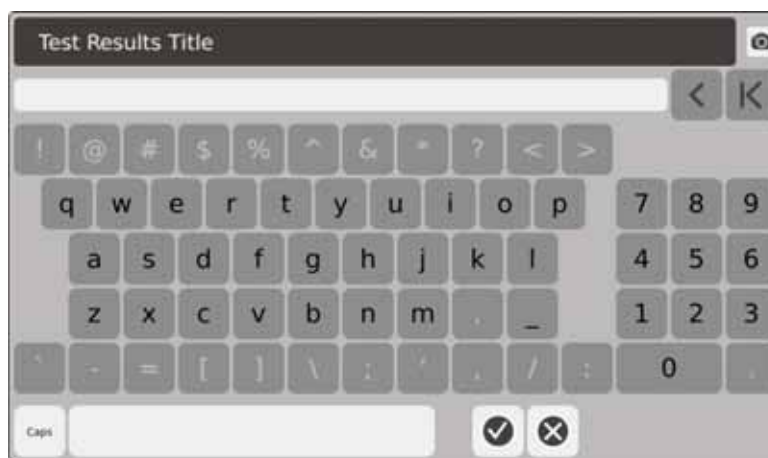 Test Results Title
! @ # $ % ^ & * ? < >
q w e r t y u i o p 7 8 9
a s d f g h j k l 4 5 6
z x c v b n m . _ 1 2 3
` - = [ ] \ ; ' , / : 0 .
Caps